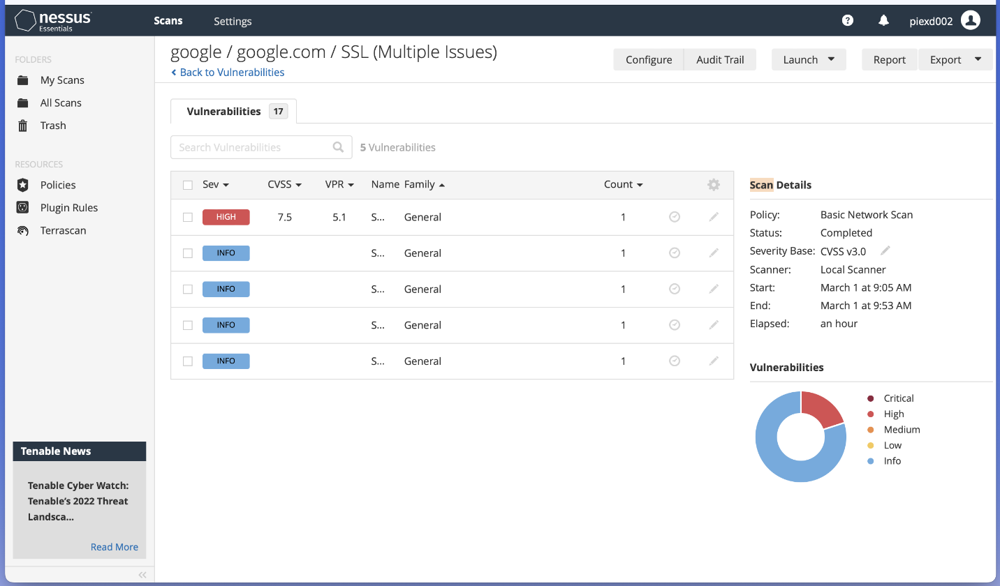 nessus
Essentials
Scans
Settings
?
piexd002
FOLDERS
My Scans
All Scans
Trash
RESOURCES
Policies
Plugin Rules
Terrascan
Tenable News
Tenable Cyber Watch:
Tenable's 2022 Threat
Landsca...
Read More
google / google.com / SSL (Multiple Issues)
Back to Vulnerabilities
Configure
Audit Trail
Launch
Report
Export
Vulnerabilities 17
Search Vulnerabilities
5 Vulnerabilities
Sev CVSS VPR Name Family Count
HIGH 7.5 5.1 S... General 1
INFO S... General 1
INFO S... General 1
INFO S... General 1
INFO S... General 1
Scan Details
Policy: Basic Network Scan
Status: Completed
Severity Base: CVSS v3.0
Scanner: Local Scanner
Start: March 1 at 9:05 AM
End: March 1 at 9:53 AM
Elapsed: an hour
Vulnerabilities
Critical
High
Medium
Low
Info